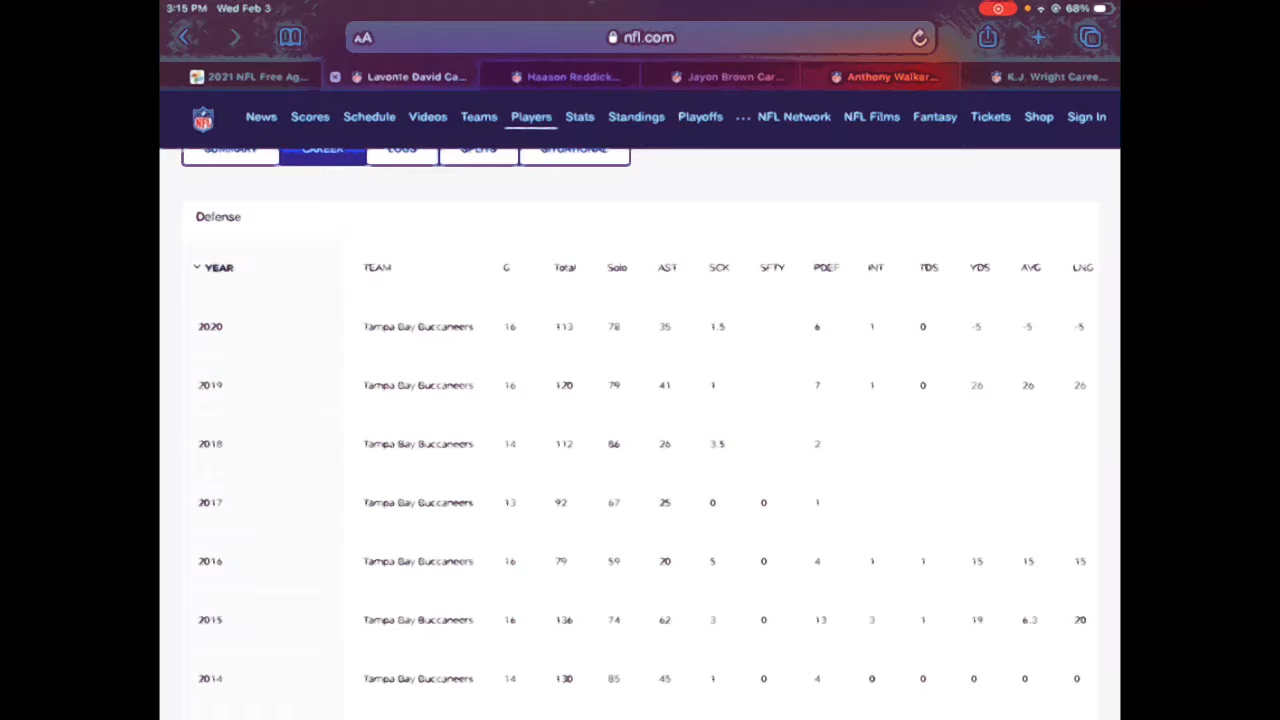 3:15 PM Wed Feb 3 68%
AA nfl.com
2021 NFL Free Ag... Lavonte David Ca... Haason Reddick... Jayon Brown Car... Anthony Walker... K.J. Wright Caree...
NFL News Scores Schedule Videos Teams Players Stats Standings Playoffs ... NFL Network NFL Films Fantasy Tickets Shop Sign In
SUMMARY CAREER LOGS SPLITS SITUATIONAL
Defense
YEAR TEAM G Total Solo AST SCK SFTY PDEF INT TDS YDS AVG LNG
2020 Tampa Bay Buccaneers 16 113 78 35 1.5 6 1 0 -5 -5 -5
2019 Tampa Bay Buccaneers 16 120 79 41 1 7 1 0 26 26 26
2018 Tampa Bay Buccaneers 14 112 86 26 3.5 2
2017 Tampa Bay Buccaneers 13 92 67 25 0 0 1
2016 Tampa Bay Buccaneers 16 79 59 20 5 0 4 1 1 15 15 15
2015 Tampa Bay Buccaneers 16 136 74 62 3 0 13 3 1 19 6.3 20
2014 Tampa Bay Buccaneers 14 130 85 45 1 0 4 0 0 0 0 0